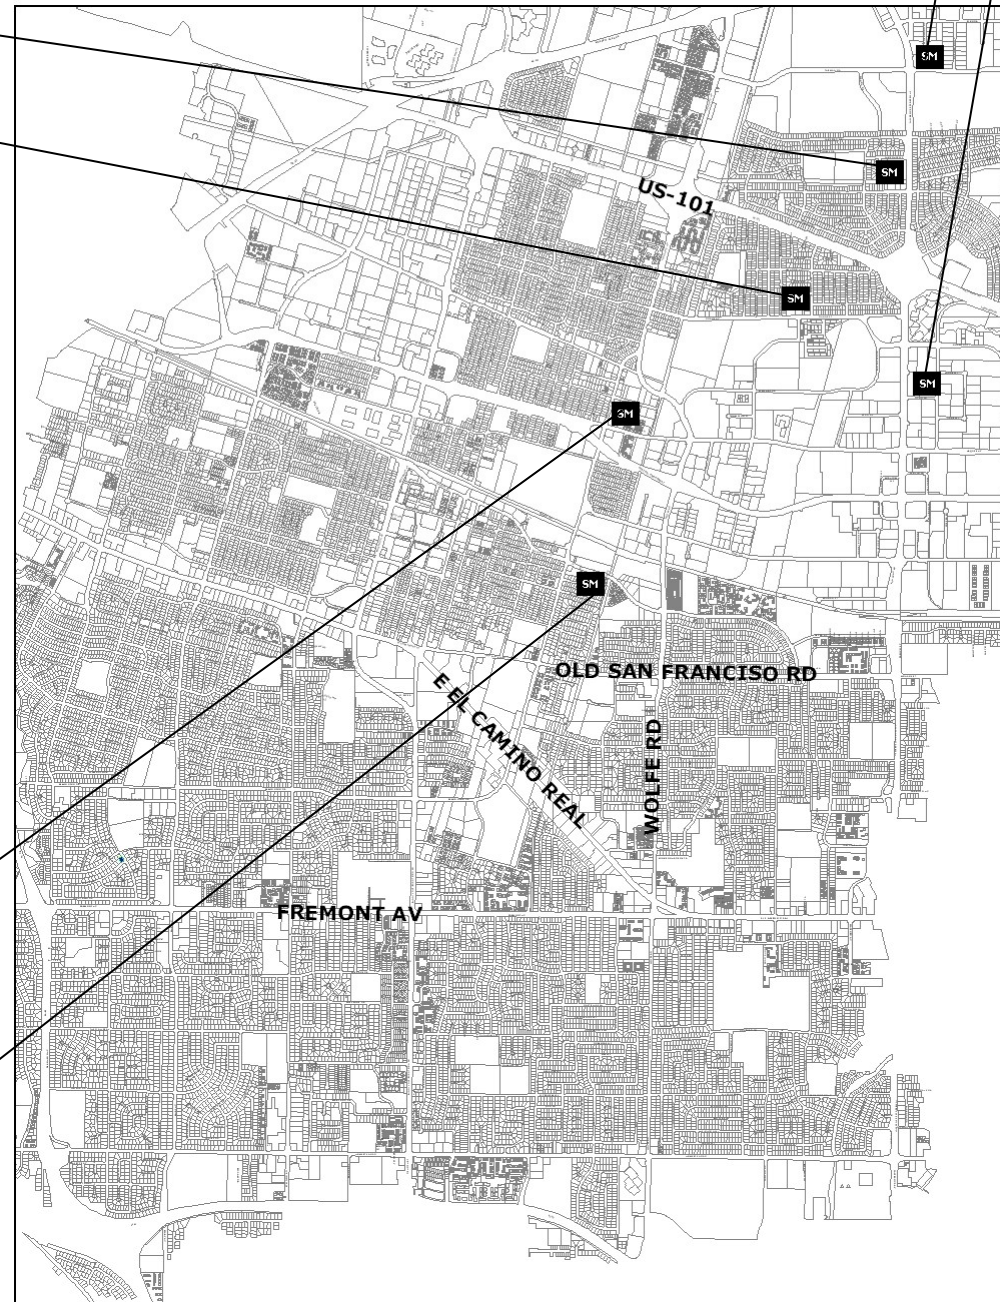 SM
SM
US-101
SM
SM
SM
SM
OLD SAN FRANCISO RD
E EL CAMINO REAL
WOLFE RD
FREMONT AV